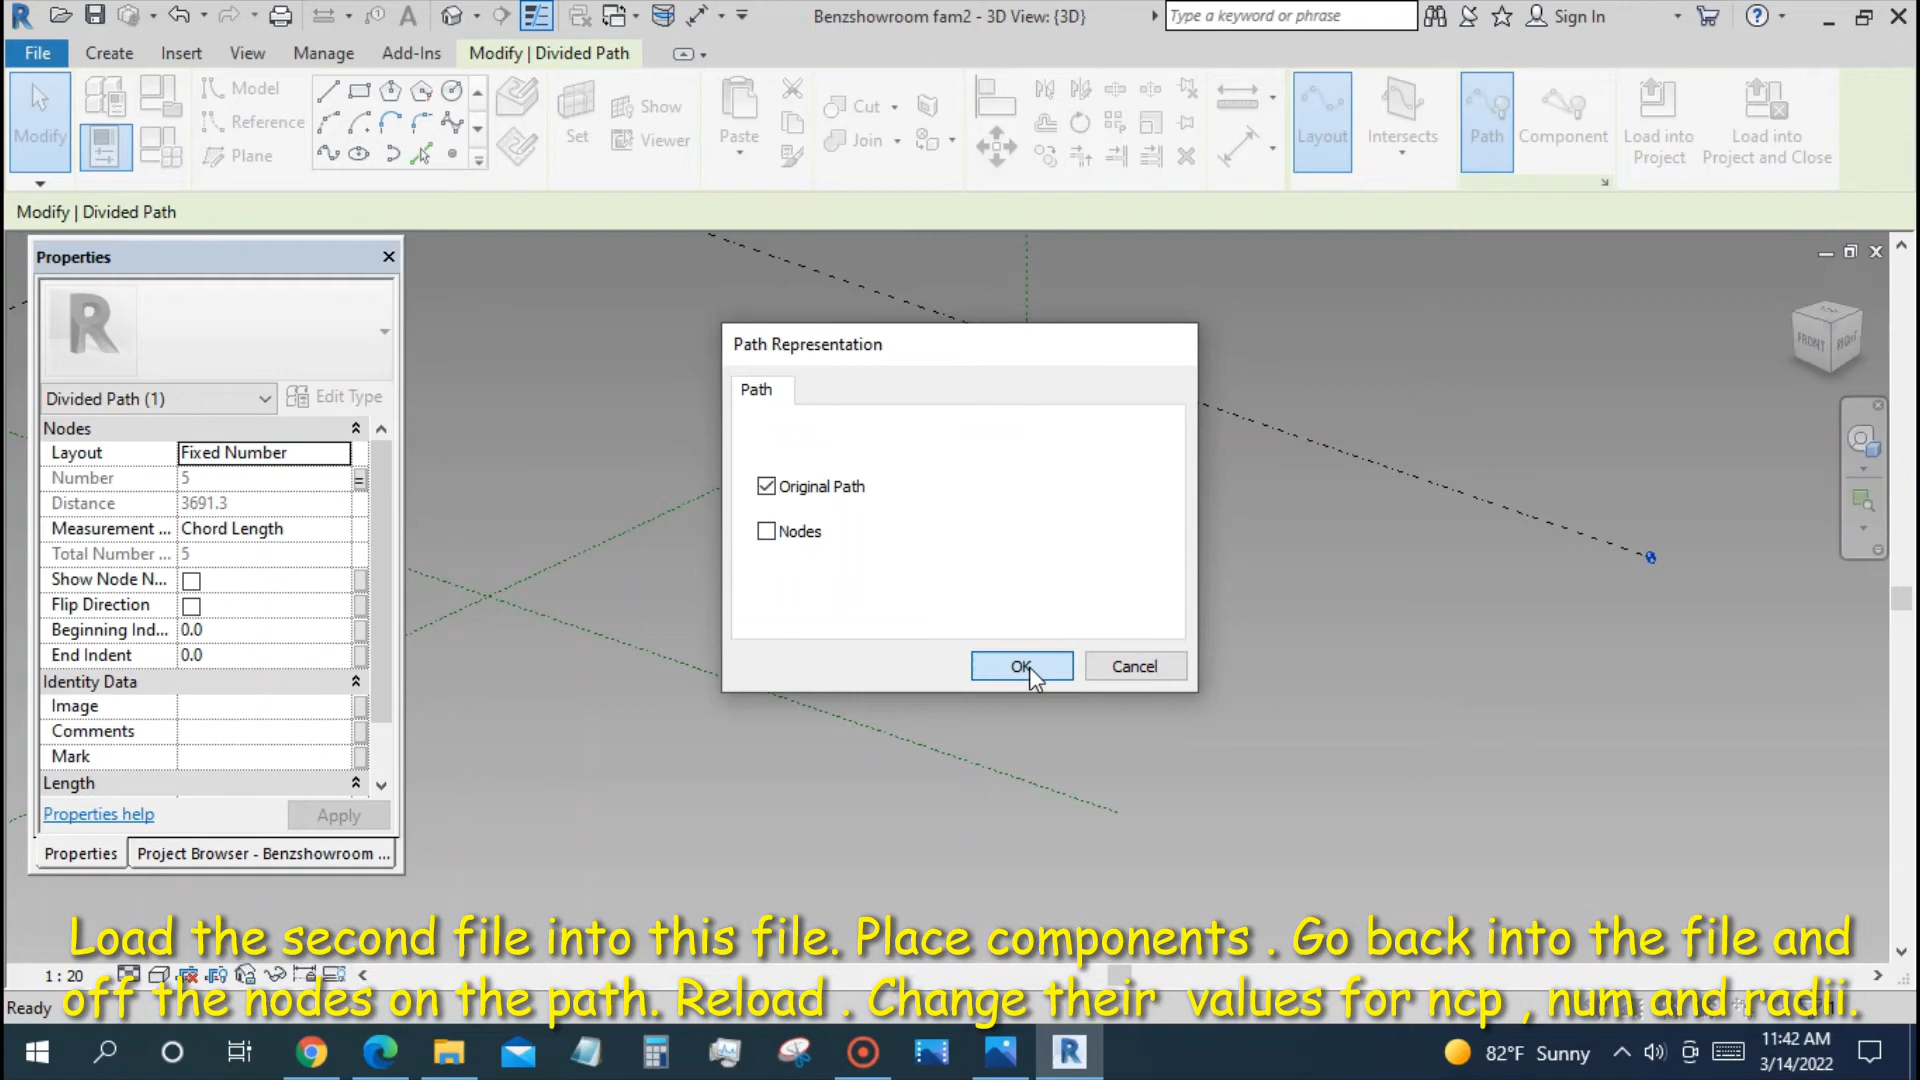 Benzshowroom fam2 - 3D View: {3D}
Type a keyword or phrase
Sign In
File
Create
Insert
View
Manage
Add-Ins
Modify | Divided Path
Modify
Model
Reference
Plane
Set
Show
Viewer
Paste
Cut
Join
Layout
Intersects
Path
Component
Load into Project
Load into Project and Close
Modify | Divided Path
Properties
R
Divided Path (1)
Edit Type
Nodes
Layout Fixed Number
Number 5
Distance 3691.3
Measurement ... Chord Length
Total Number ... 5
Show Node N...
Flip Direction
Beginning Ind... 0.0
End Indent 0.0
Identity Data
Image
Comments
Mark
Length
Properties help
Apply
Properties
Project Browser - Benzshowroom ...
Path Representation
Path
Original Path
Nodes
OK
Cancel
FRONT
RIGHT
Load the second file into this file. Place components . Go back into the file and
off the nodes on the path. Reload . Change their values for ncp , num and radii.
1 : 20
Ready
82°F Sunny
11:42 AM
3/14/2022